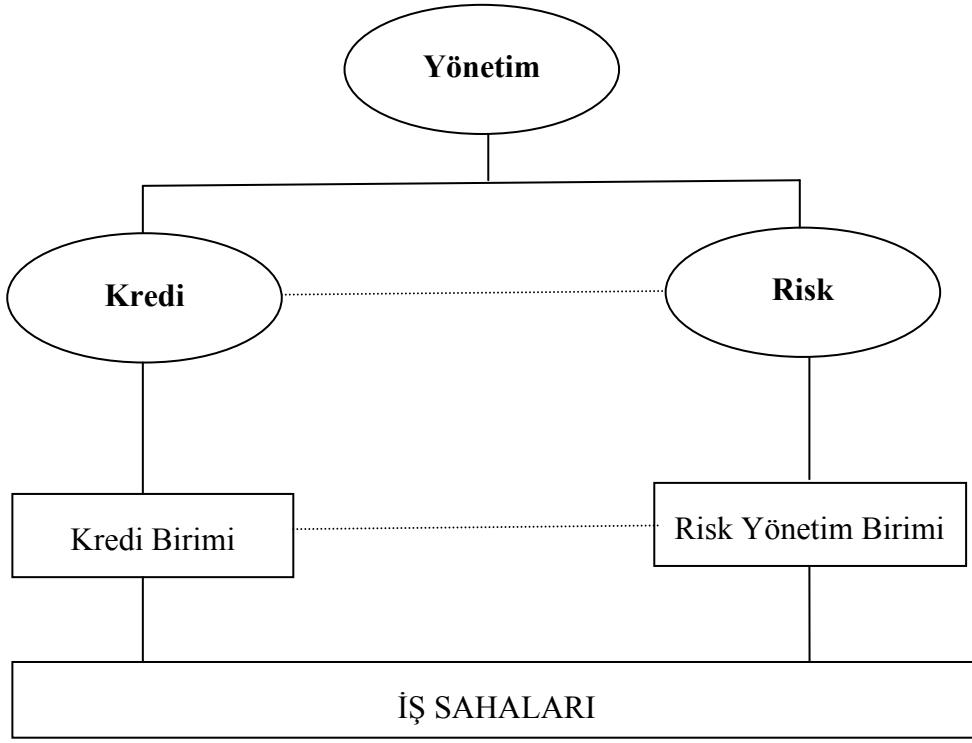 Yönetim
Kredi
Risk
Kredi Birimi
Risk Yönetim Birimi
İŞ SAHALARI